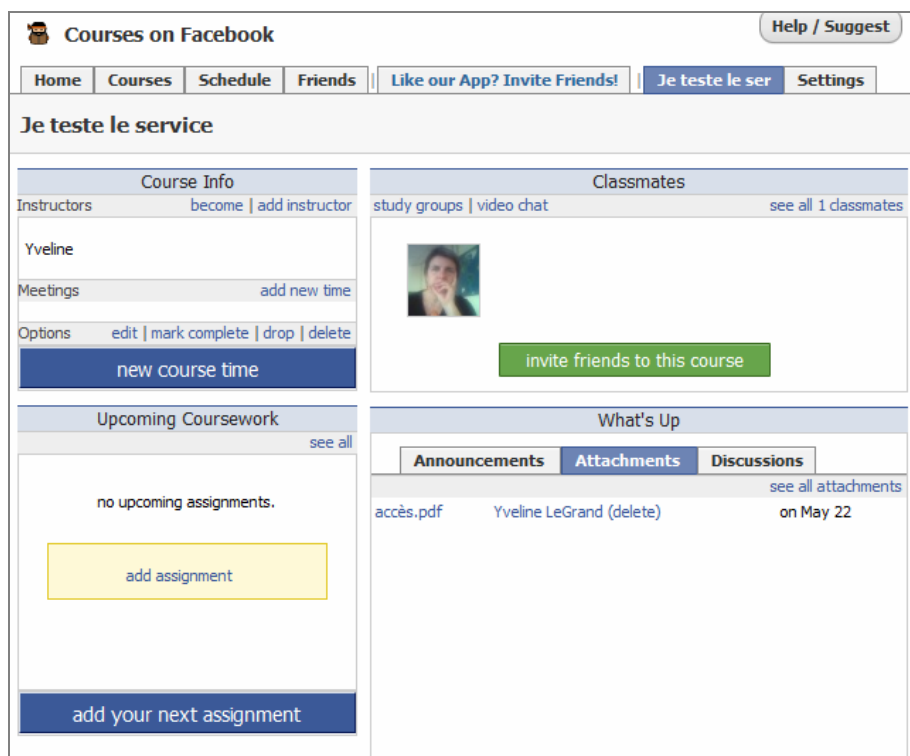 Courses on Facebook
Help / Suggest
Home Courses Schedule Friends | Like our App? Invite Friends! | Je teste le ser Settings
Je teste le service
Course Info
Instructors become | add instructor
Yveline
Meetings add new time
Options edit | mark complete | drop | delete
new course time
Classmates
study groups | video chat see all 1 classmates
invite friends to this course
Upcoming Coursework
see all
no upcoming assignments.
add assignment
add your next assignment
What's Up
Announcements Attachments Discussions
see all attachments
accès.pdf Yveline LeGrand (delete) on May 22